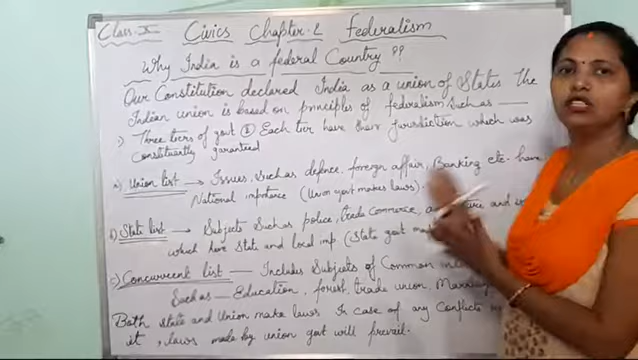 Class - X Civics Chapter - 2 Federalism
Why India is a federal Country ??
Our Constitution declared India as a union of States The
Indian union is based on principles of federalism such as —
1) Three tiers of govt ② Each tier have their jurisdiction which was
Constituantly guaranteed
a) Union list → Issues such as defence, foreign affair, Banking etc. have
National importence (Union govt makes laws).
b) State list → Subjects Such as police, trade commerce, and
which have state and local imp (State govt
c) Concurrent list — Includes Subjects of Common
Such as — Education, forest, trade union, Marriage
Both state and Union make laws In case of any Conflicts
it, laws made by union govt will prevail.